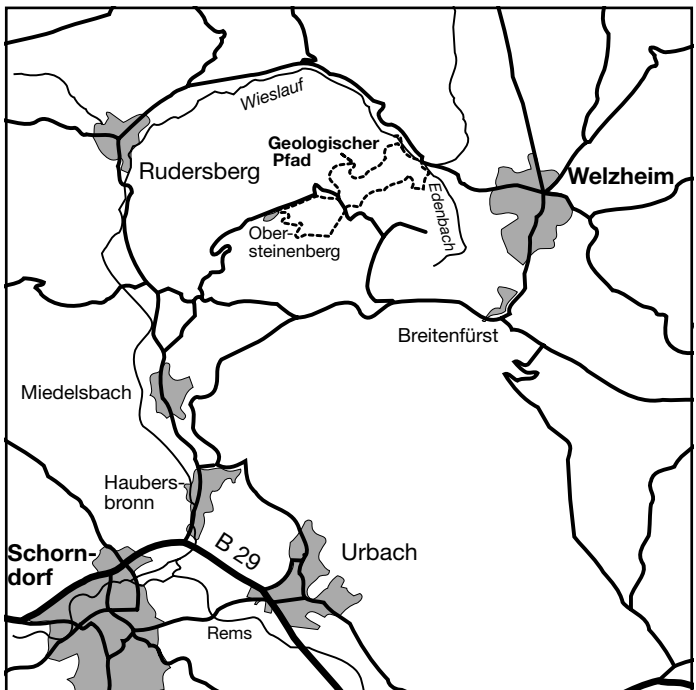 Wieslauf
Geologischer
Pfad
Rudersberg
Welzheim
Edenbach
Ober-
steinenberg
Breitenfürst
Miedelsbach
Haubers-
bronn
Schorn-
dorf
B 29
Urbach
Rems